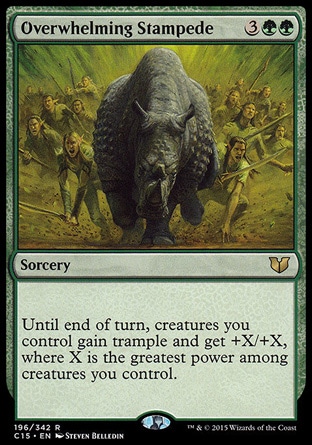 Overwhelming Stampede 3
Sorcery
Until end of turn, creatures you
control gain trample and get +X/+X,
where X is the greatest power among
creatures you control.
196/342 R
C15 • EN Steven Belledin ™ & © 2015 Wizards of the Coast